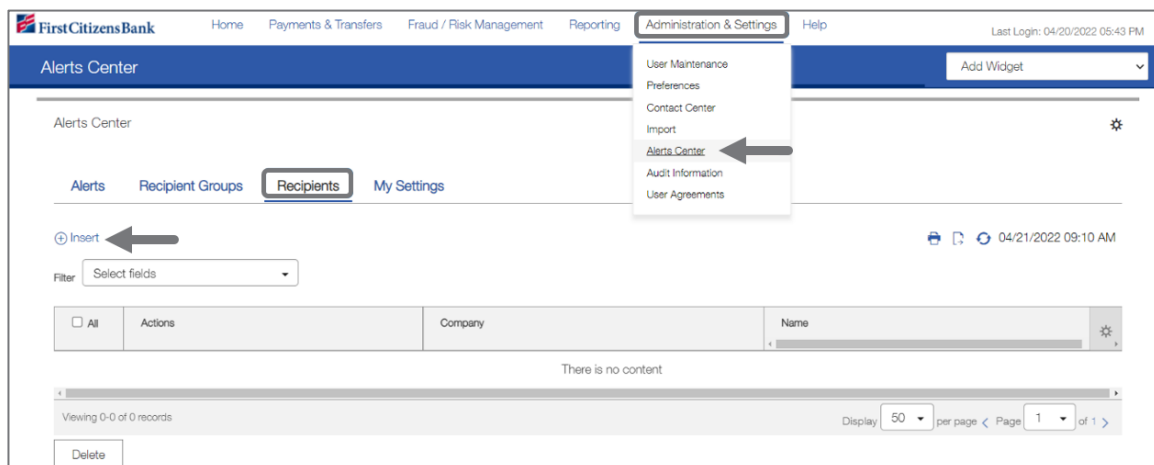 First Citizens Bank
Home Payments & Transfers Fraud / Risk Management Reporting Administration & Settings Help
Last Login: 04/20/2022 05:43 PM
Alerts Center
Add Widget
User Maintenance
Preferences
Contact Center
Import
Alerts Center
Audit Information
User Agreements
Alerts Center
Alerts Recipient Groups Recipients My Settings
Insert
04/21/2022 09:10 AM
Filter Select fields
All Actions Company Name
There is no content
Viewing 0-0 of 0 records
Display 50 per page Page 1 of 1
Delete